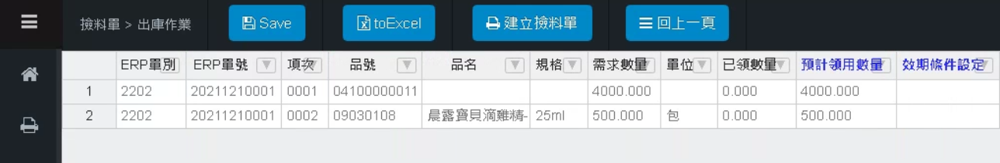 撿料單 > 出庫作業 Save toExcel 建立撿料單 回上一頁
ERP單別 ERP單號 項次 品號 品名 規格 需求數量 單位 已領數量 預計領用數量 效期條件設定
1 2202 20211210001 0001 04100000011 4000.000 0.000 4000.000
2 2202 20211210001 0002 09030108 晨露寶貝滴雞精- 25ml 500.000 包 0.000 500.000